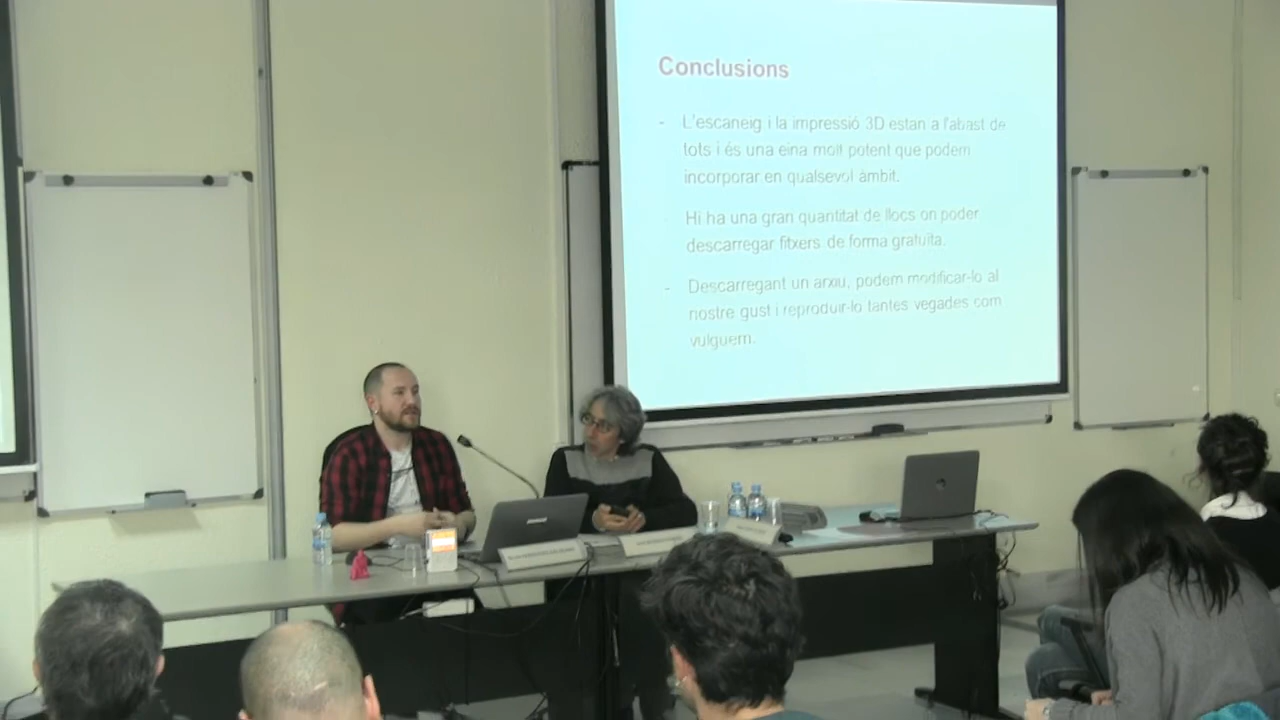 Conclusions
- L'escaneig i la impressió 3D estan a l'abast de
tots i és una eina molt potent que podem
incorporar en qualsevol àmbit.
Hi ha una gran quantitat de llocs on poder
descarregar fitxers de forma gratuïta.
- Descarregant un arxiu, podem modificar-lo al
nostre gust i reproduir-lo tantes vegades com
vulguem.